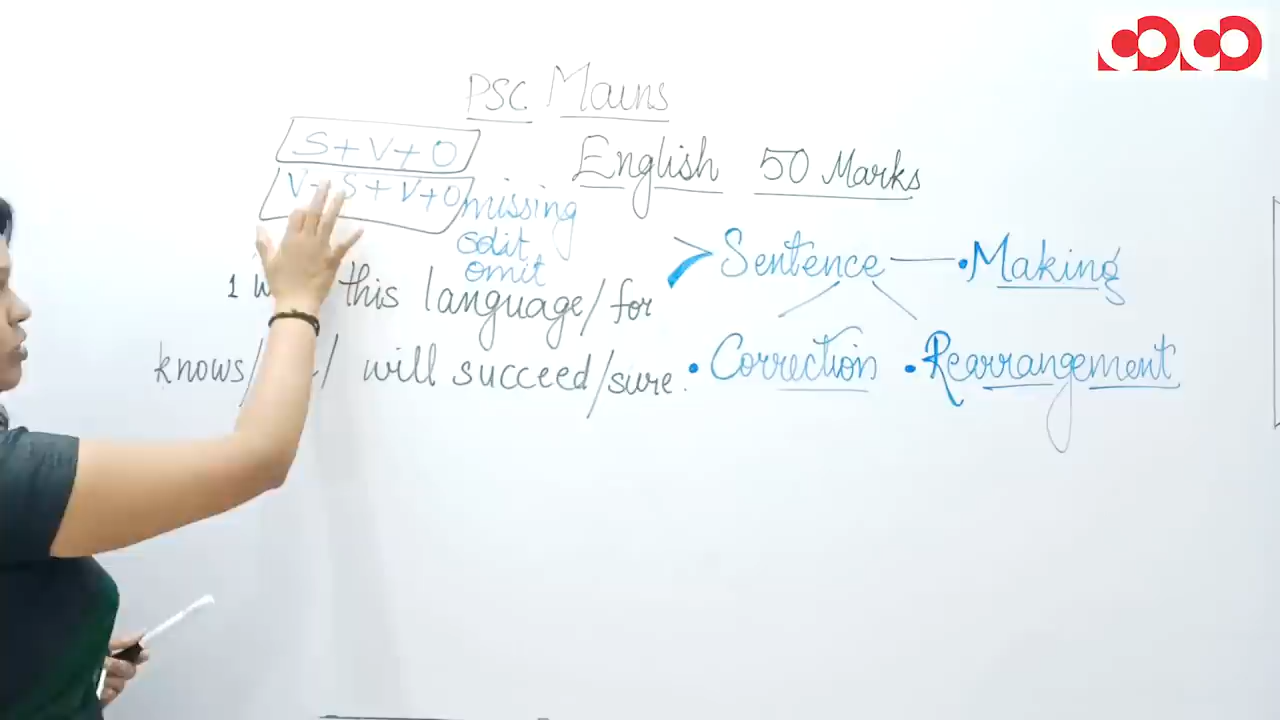 PSC Mains
S+V+O
English 50 Marks
V+S+V+O missing
edit
omit
Sentence — • Making
1 this language/for
knows/ / will succeed/sure.
• Correction • Rearrangement